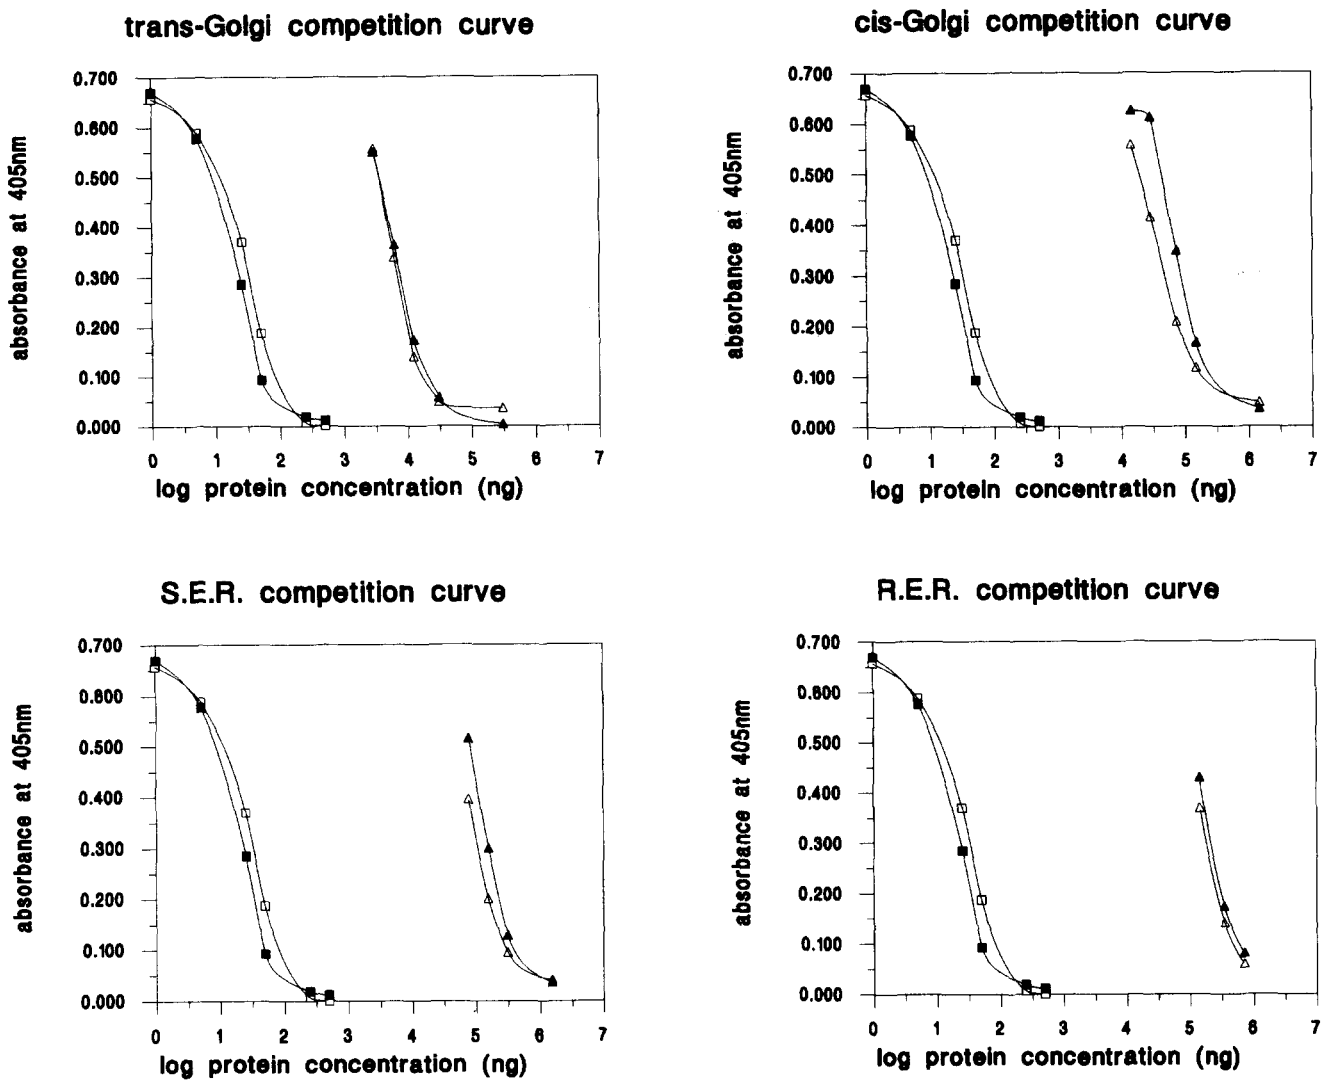 trans-Golgi competition curve
absorbance at 405nm
0.700
0.600
0.500
0.400
0.300
0.200
0.100
0.000
0 1 2 3 4 5 6 7
log protein concentration (ng)
cis-Golgi competition curve
absorbance at 405nm
0.700
0.600
0.500
0.400
0.300
0.200
0.100
0.000
0 1 2 3 4 5 6 7
log protein concentration (ng)
S.E.R. competition curve
absorbance at 405nm
0.700
0.600
0.500
0.400
0.300
0.200
0.100
0.000
0 1 2 3 4 5 6 7
log protein concentration (ng)
R.E.R. competition curve
absorbance at 405nm
0.700
0.600
0.500
0.400
0.300
0.200
0.100
0.000
0 1 2 3 4 5 6 7
log protein concentration (ng)